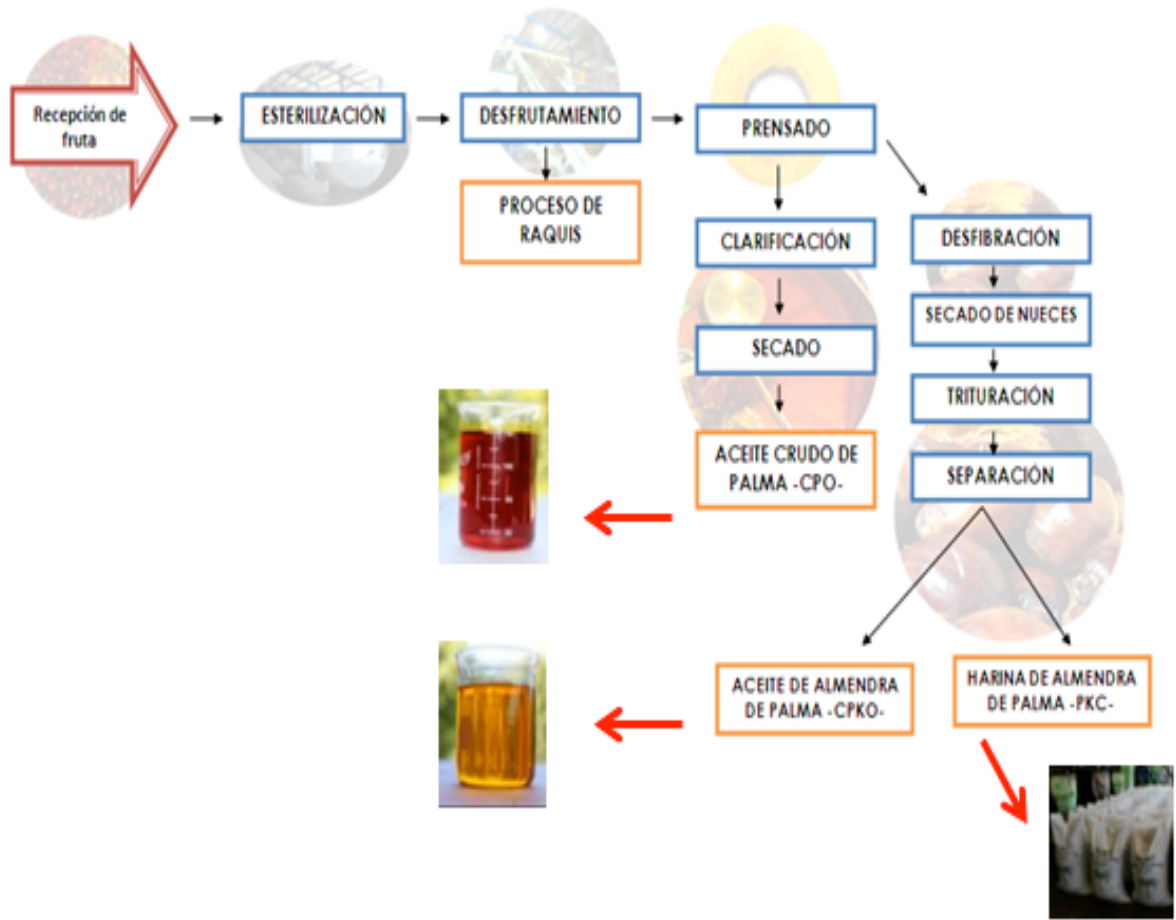 Recepción de
fruta
ESTERILIZACIÓN
DESFRUTAMIENTO
PRENSADO
PROCESO DE
RAQUIS
CLARIFICACIÓN
DESFIBRACIÓN
SECADO
SECADO DE NUECES
TRITURACIÓN
ACEITE CRUDO DE
PALMA -CPO-
SEPARACIÓN
ACEITE DE ALMENDRA
DE PALMA -CPKO-
HARINA DE ALMENDRA
DE PALMA -PKC-